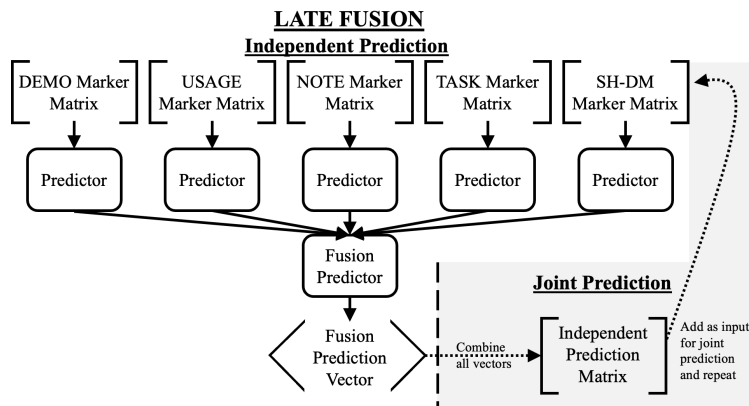 LATE FUSION
Independent Prediction
DEMO Marker
Matrix
USAGE
Marker Matrix
NOTE Marker
Matrix
TASK Marker
Matrix
SH-DM
Marker Matrix
Predictor
Predictor
Predictor
Predictor
Predictor
Fusion
Predictor
Joint Prediction
Fusion
Prediction
Vector
Combine
all vectors
Independent
Prediction
Matrix
Add as input
for joint
prediction
and repeat